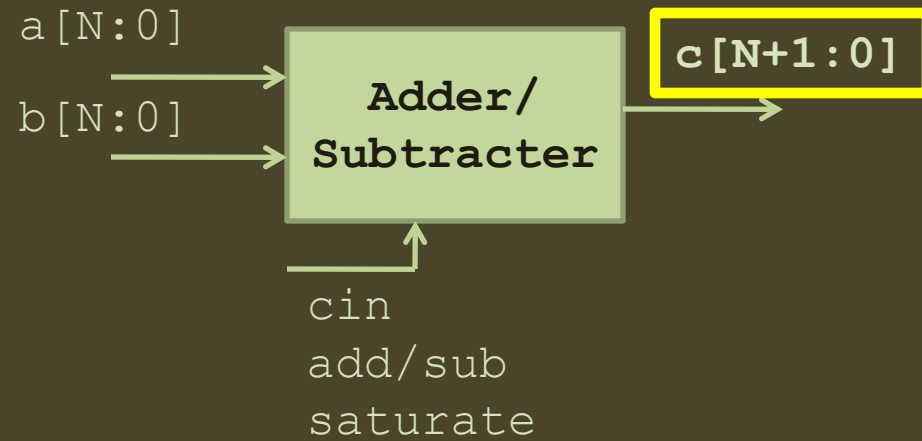 a[N:0]
c[N+1:0]
Adder/
b[N:0]
Subtracter
cin
add/sub
saturate